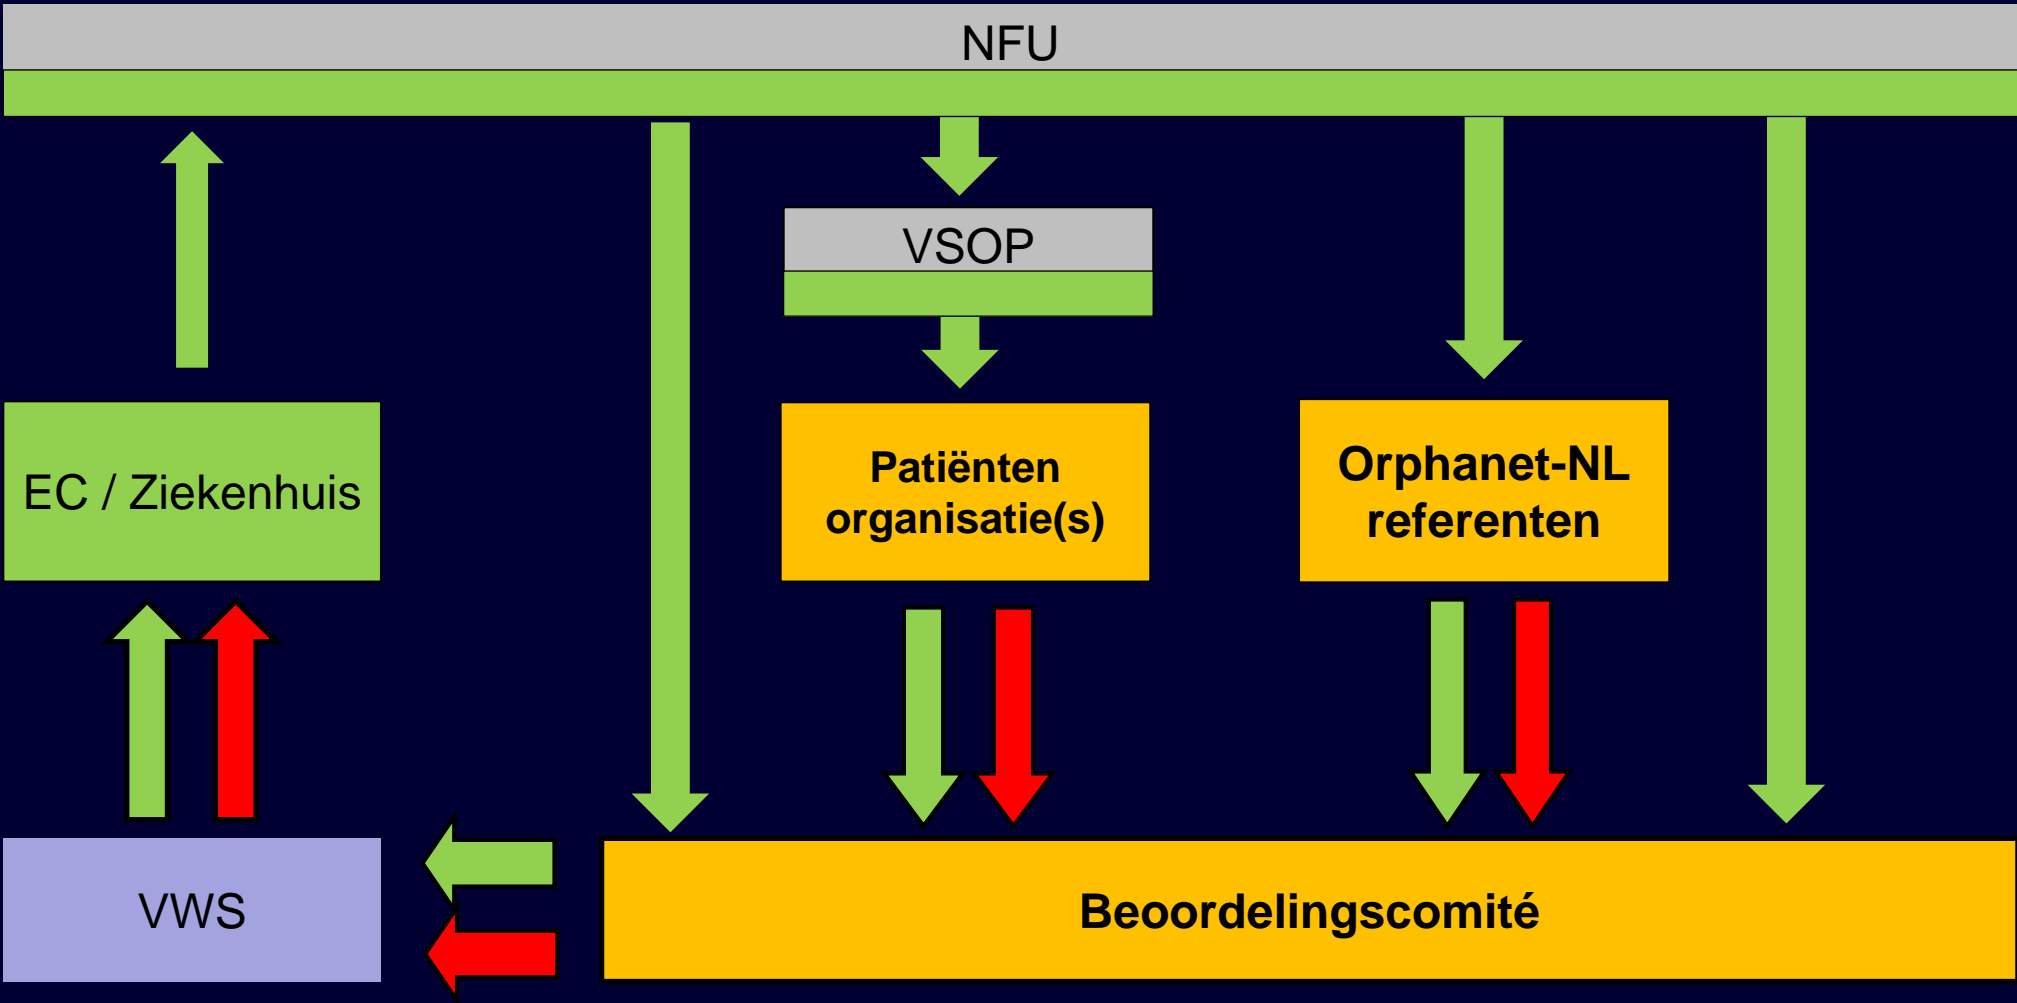 NFU
VSOP
EC / Ziekenhuis
Patiënten
organisatie(s)
Orphanet-NL
referenten
VWS
Beoordelingscomité